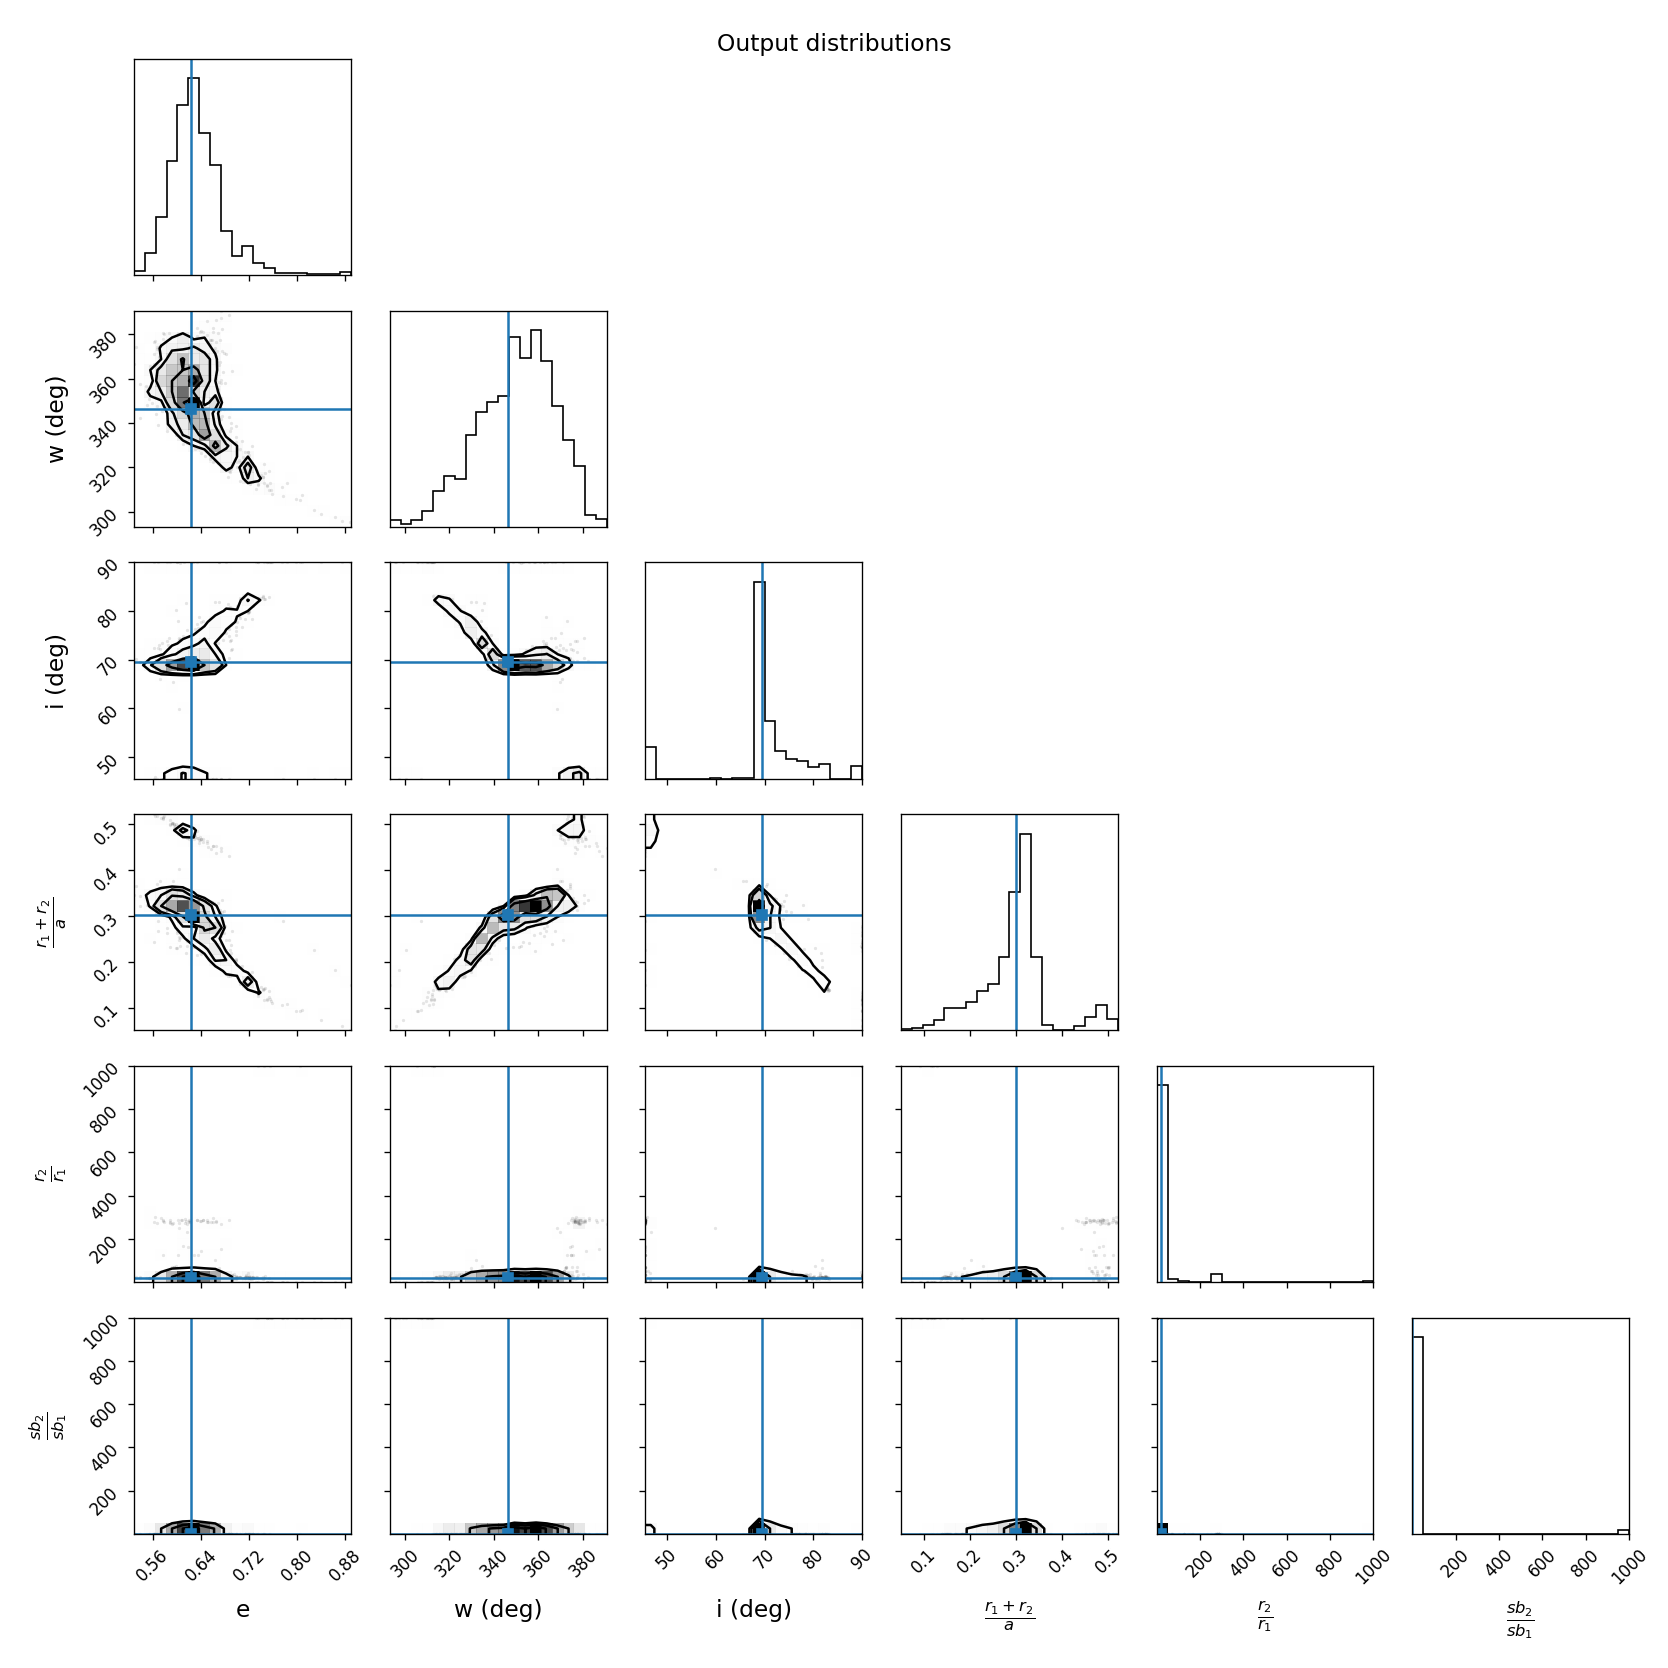 Output distributions
380
360
340
320
300
w (deg)
90
80
70
60
50
i (deg)
0.5
0.4
0.3
0.2
0.1
r₁ + r₂
a
1000
800
600
400
200
r₂
r₁
1000
800
600
400
200
sb₂
sb₁
0.56 0.64 0.72 0.80 0.88 300 320 340 360 380 50 60 70 80 90 0.1 0.2 0.3 0.4 0.5 200 400 600 800 1000 200 400 600 800 1000
e w (deg) i (deg)
r₁ + r₂
a
r₂
r₁
sb₂
sb₁